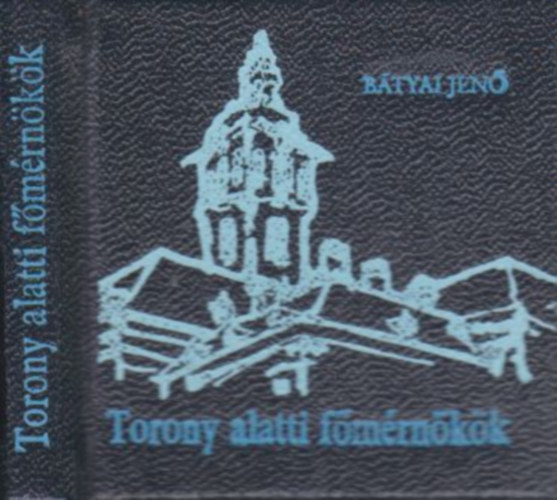 Torony alatti főmérnökök
BÁTYAI JENŐ
Torony alatti főmérnökök